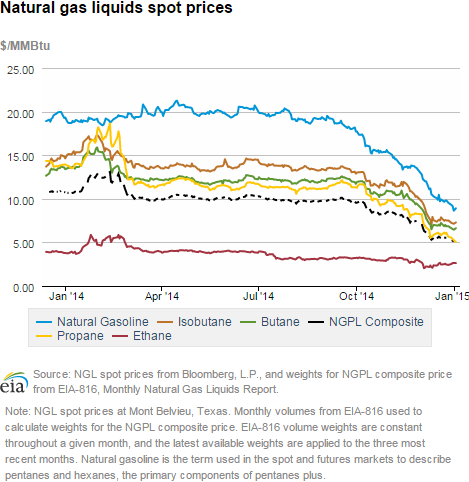 Natural gas liquids spot prices
$/MMBtu
25.00
20.00
15.00
10.00
5.00
0.00
Jan '14 Apr '14 Jul '14 Oct '14 Jan '15
Natural Gasoline Isobutane Butane NGPL Composite
Propane Ethane
eia
Source: NGL spot prices from Bloomberg, L.P., and weights for NGPL composite price
from EIA-816, Monthly Natural Gas Liquids Report.
Note: NGL spot prices at Mont Belvieu, Texas. Monthly volumes from EIA-816 used to
calculate weights for the NGPL composite price. EIA-816 volume weights are constant
throughout a given month, and the latest available weights are applied to the three most
recent months. Natural gasoline is the term used in the spot and futures markets to describe
pentanes and hexanes, the primary components of pentanes plus.